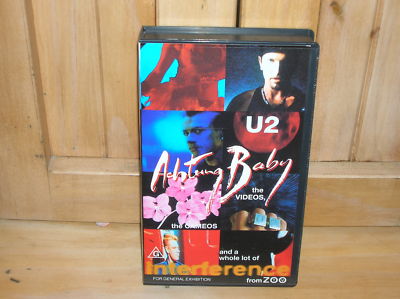 U2
Achtung Baby
the VIDEOS,
the CAMEOS
and a
whole lot of
interference
G
FOR GENERAL EXHIBITION
from ZOO